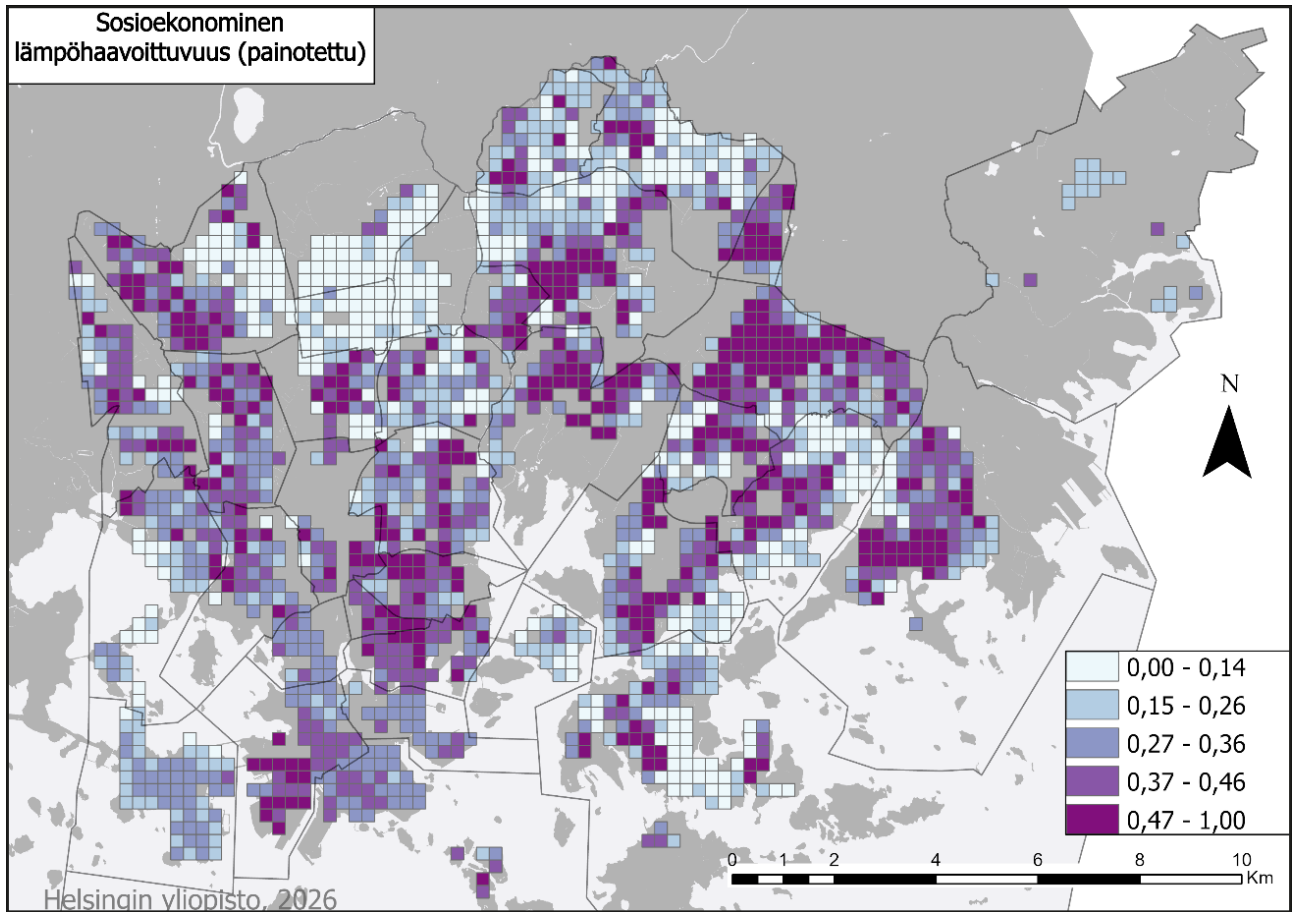 Sosioekonominen
lämpöhaavoittuvuus (painotettu)
N
0,00 - 0,14
0,15 - 0,26
0,27 - 0,36
0,37 - 0,46
0,47 - 1,00
0 1 2 4 6 8 10
Km
Helsingin yliopisto, 2026